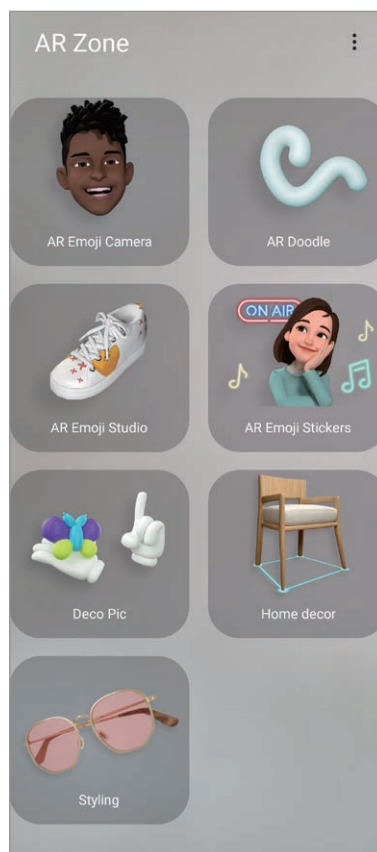 AR Zone
AR Emoji Camera
AR Doodle
ON AIR
AR Emoji Studio
AR Emoji Stickers
Deco Pic
Home decor
Styling